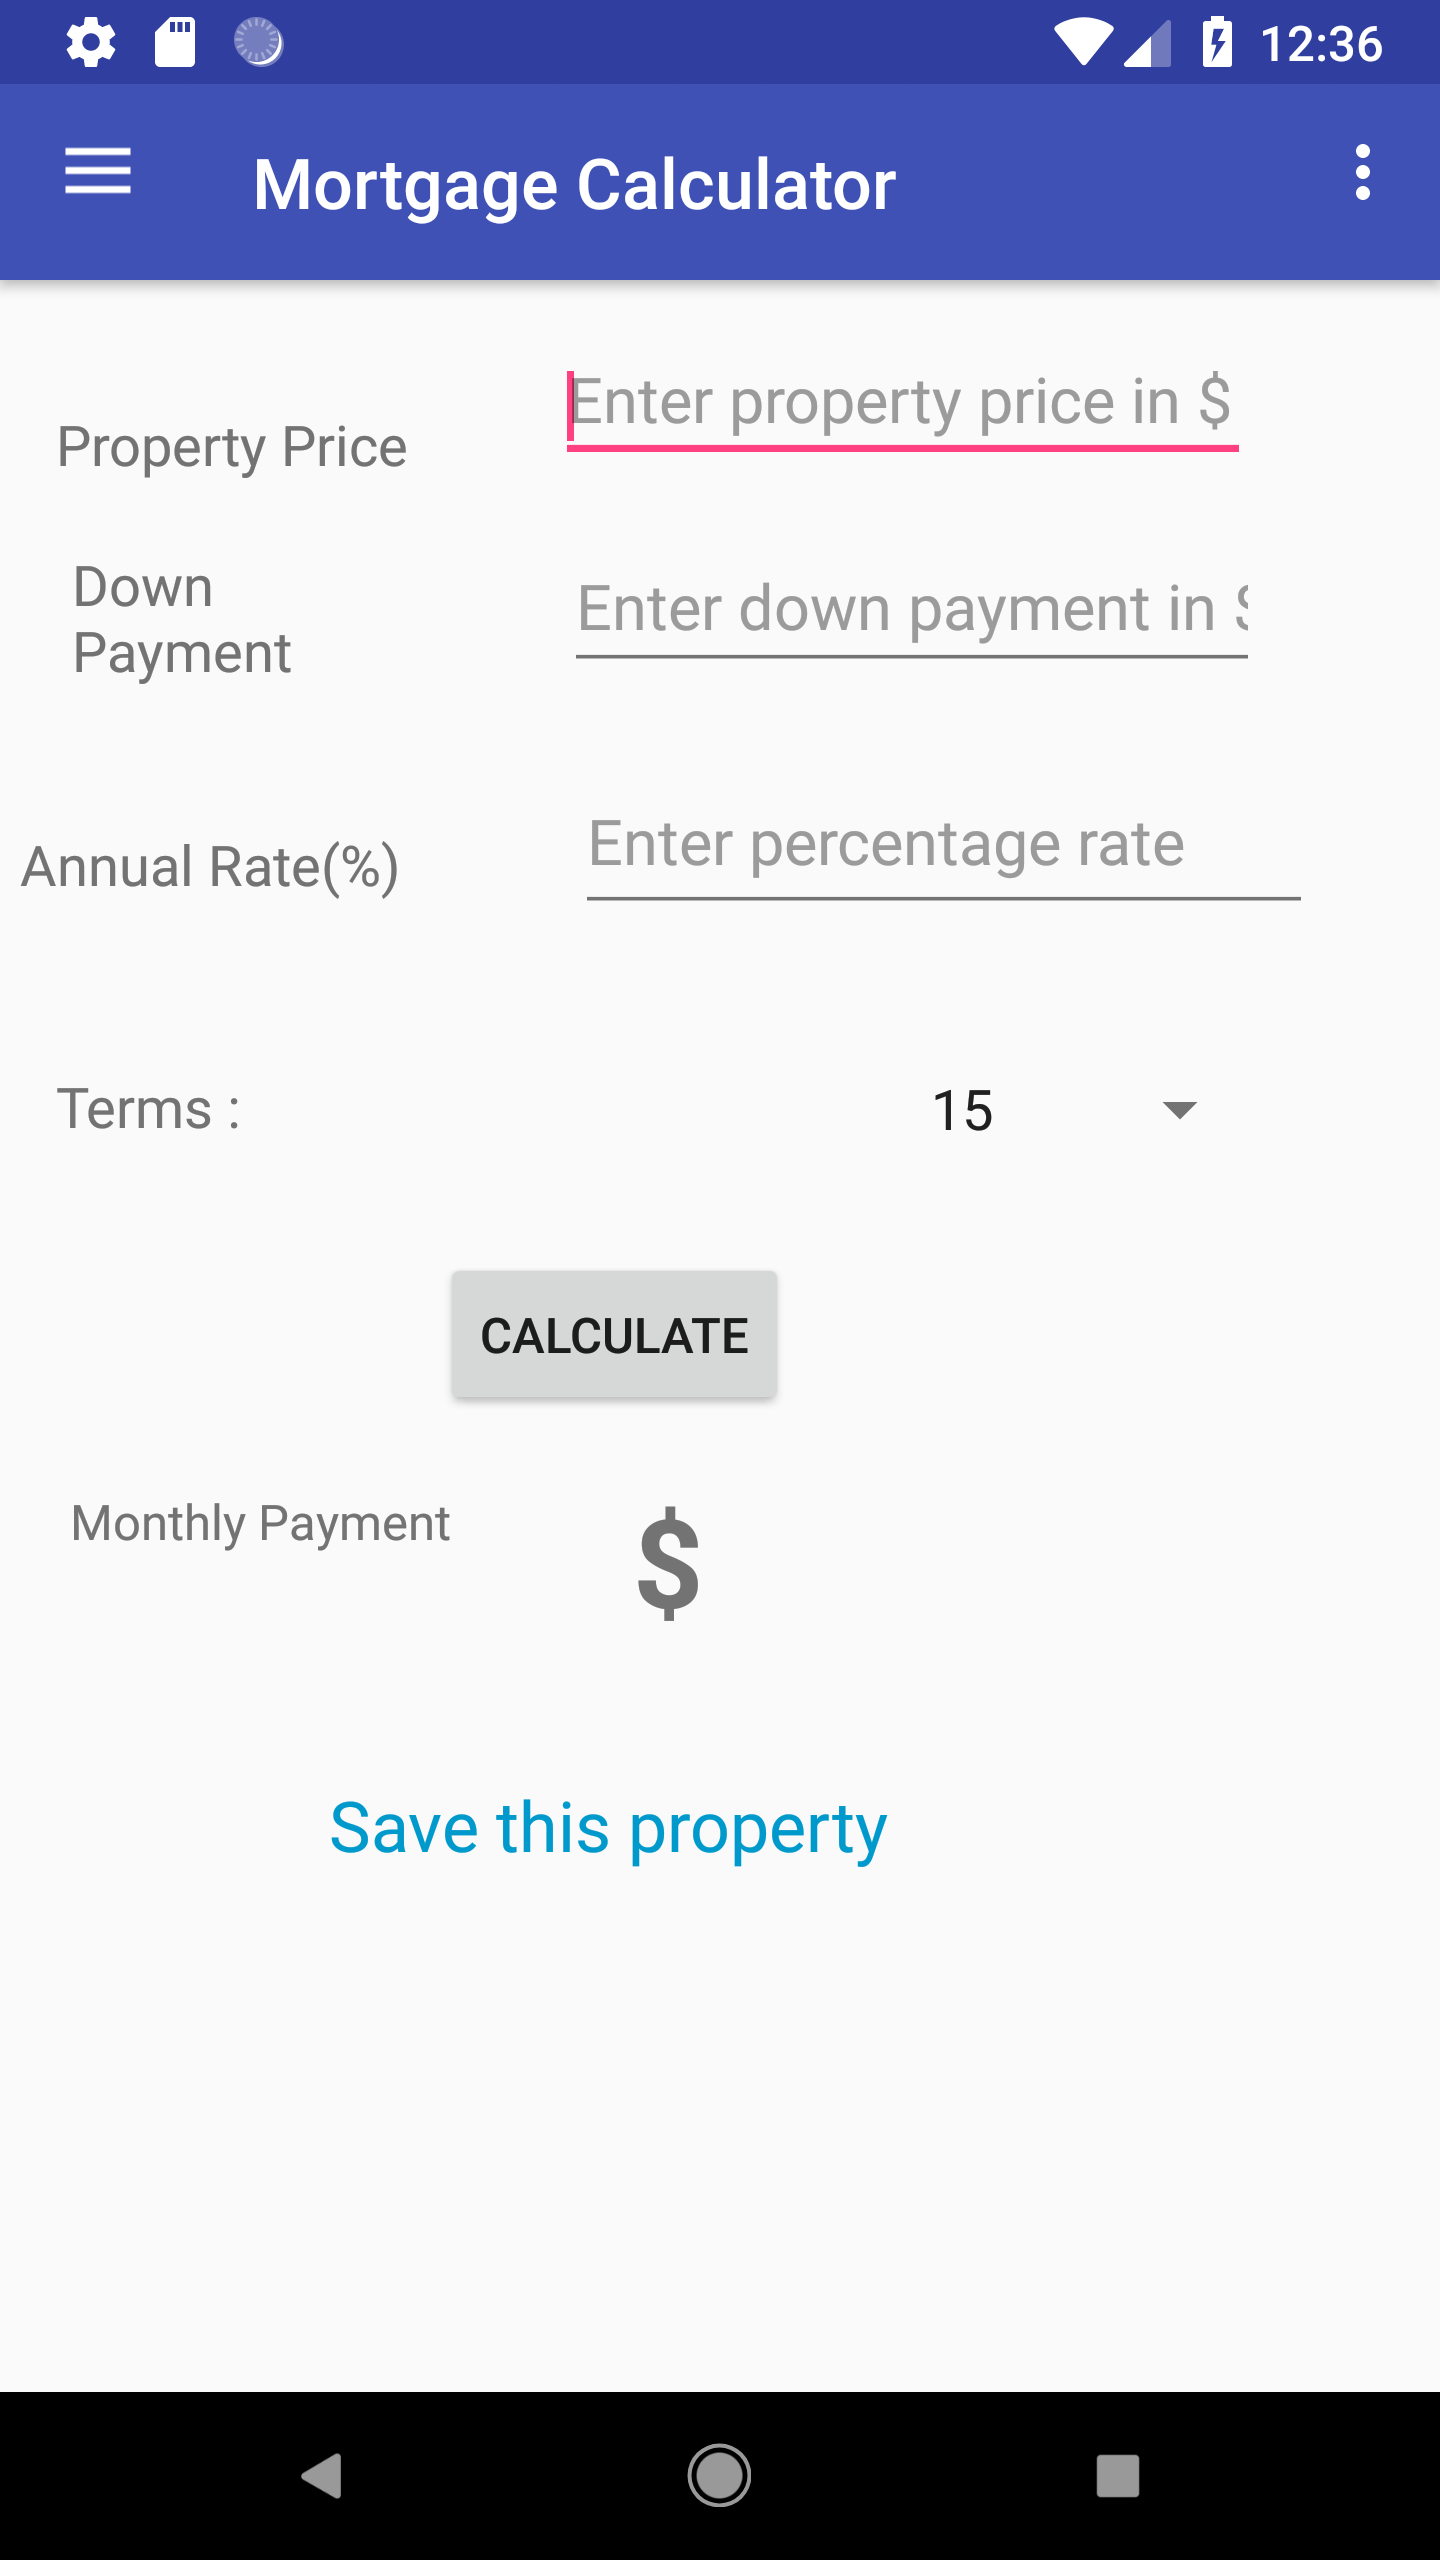 12:36
Mortgage Calculator
Property Price
Enter property price in $
Down
Payment
Enter down payment in $
Annual Rate(%)
Enter percentage rate
Terms :
15
CALCULATE
Monthly Payment
$
Save this property